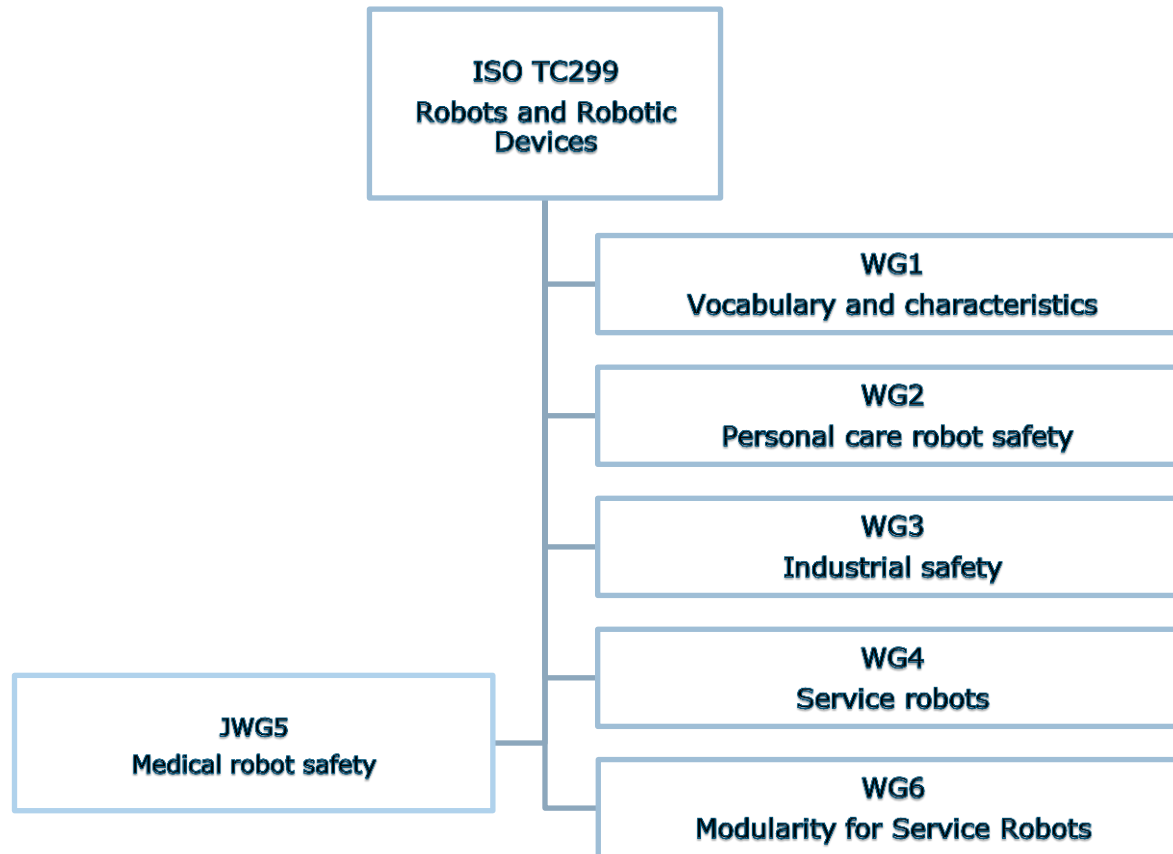 ISO TC299
Robots and Robotic
Devices
WG1
Vocabulary and characteristics
WG2
Personal care robot safety
WG3
Industrial safety
WG4
Service robots
JWG5
Medical robot safety
WG6
Modularity for Service Robots